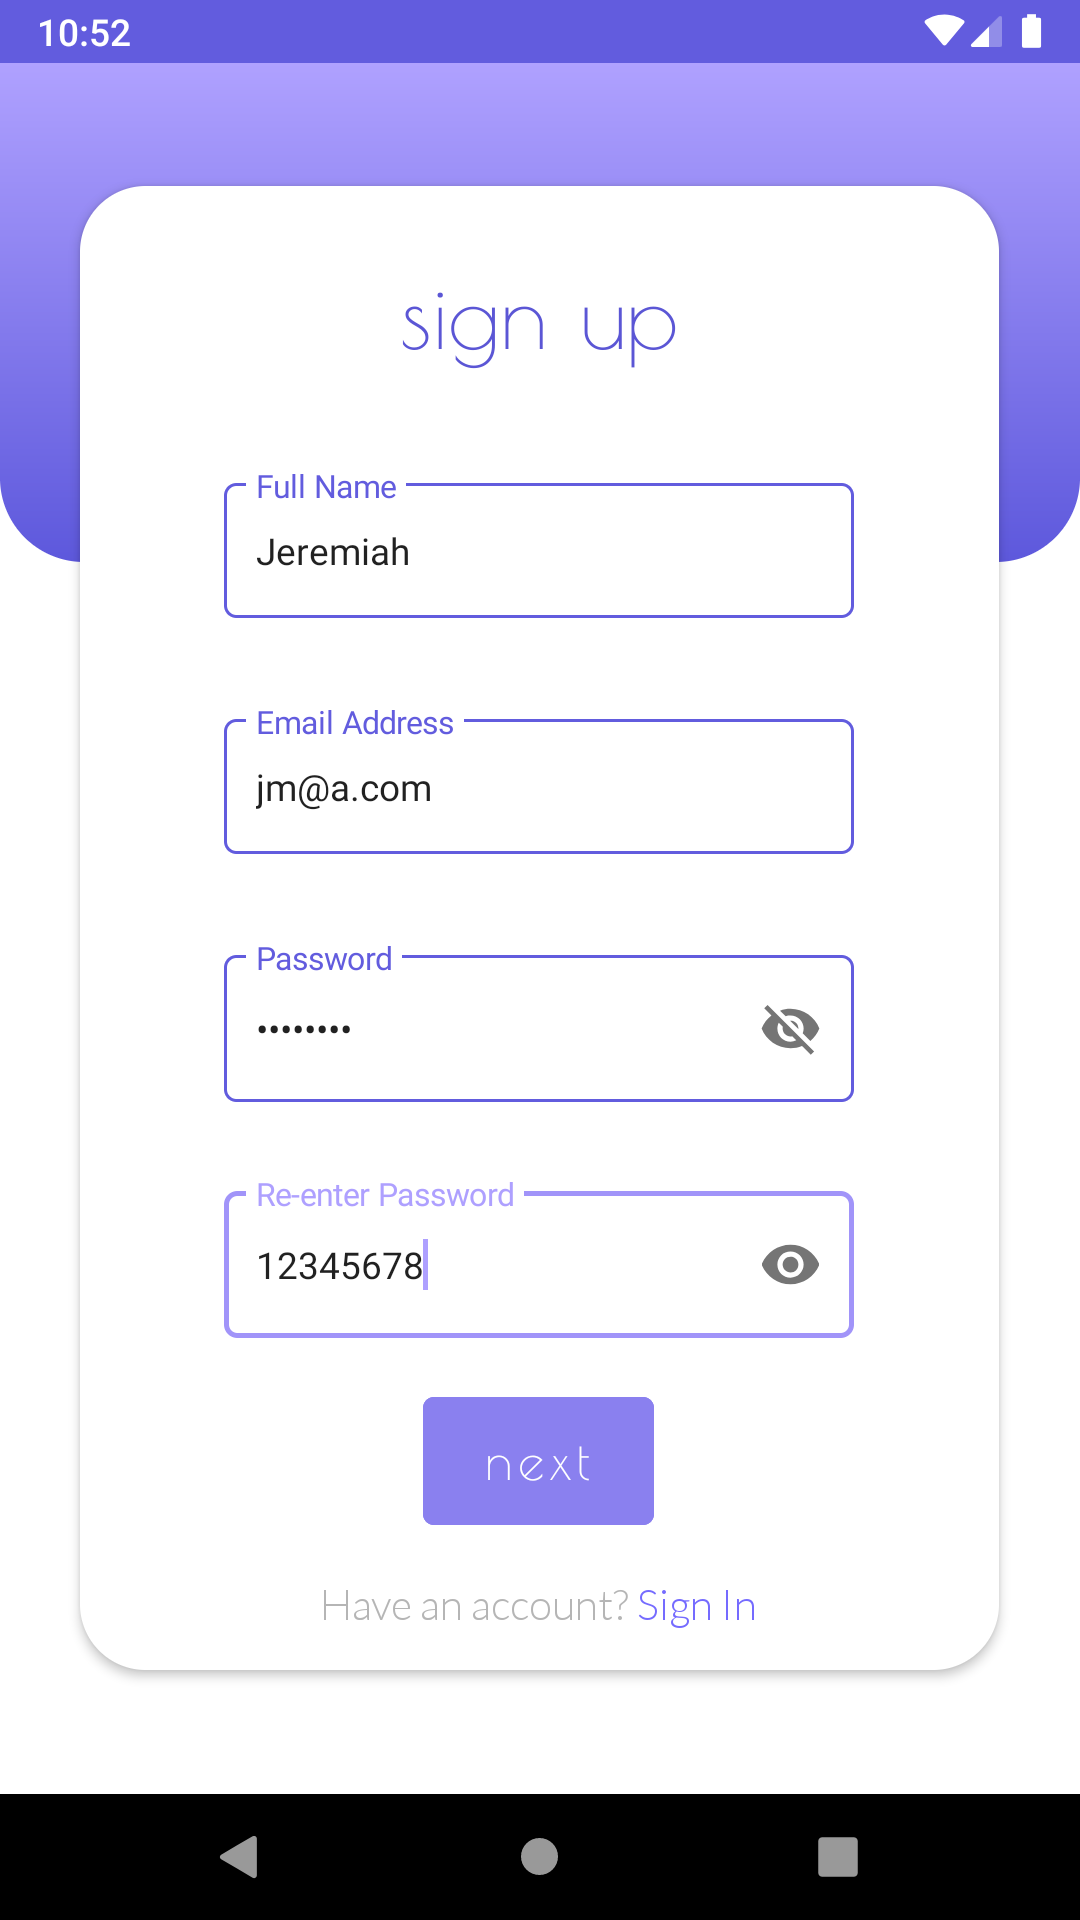 10:52
sign up
Full Name
Jeremiah
Email Address
jm@a.com
Password
••••••••
Re-enter Password
12345678
next
Have an account? Sign In